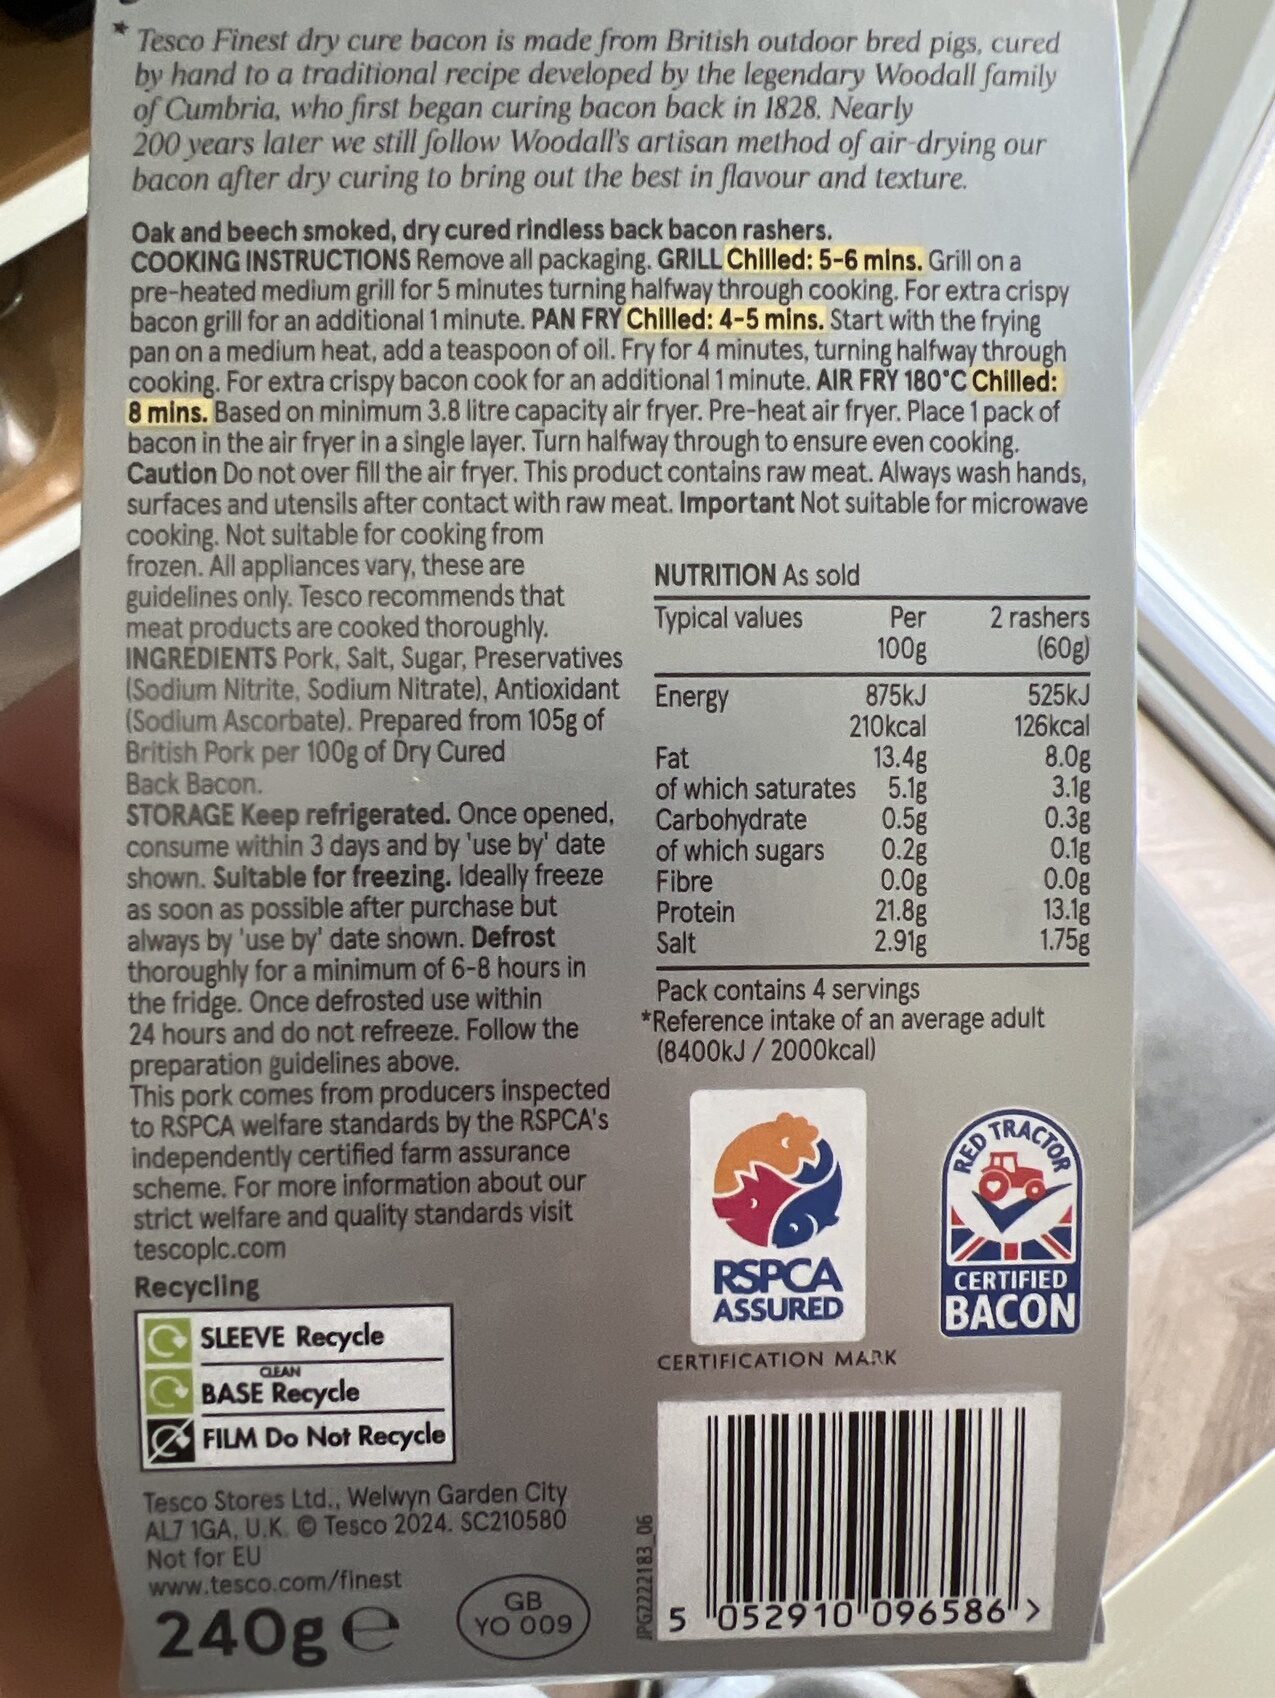 * Tesco Finest dry cure bacon is made from British outdoor bred pigs, cured
by hand to a traditional recipe developed by the legendary Woodall family
of Cumbria, who first began curing bacon back in 1828. Nearly
200 years later we still follow Woodall's artisan method of air-drying our
bacon after dry curing to bring out the best in flavour and texture.
Oak and beech smoked, dry cured rindless back bacon rashers.
COOKING INSTRUCTIONS Remove all packaging. GRILL Chilled: 5-6 mins. Grill on a
pre-heated medium grill for 5 minutes turning halfway through cooking. For extra crispy
bacon grill for an additional 1 minute. PAN FRY Chilled: 4-5 mins. Start with the frying
pan on a medium heat, add a teaspoon of oil. Fry for 4 minutes, turning halfway through
cooking. For extra crispy bacon cook for an additional 1 minute. AIR FRY 180°C Chilled:
8 mins. Based on minimum 3.8 litre capacity air fryer. Pre-heat air fryer. Place 1 pack of
bacon in the air fryer in a single layer. Turn halfway through to ensure even cooking.
Caution Do not over fill the air fryer. This product contains raw meat. Always wash hands,
surfaces and utensils after contact with raw meat. Important Not suitable for microwave
cooking. Not suitable for cooking from
frozen. All appliances vary, these are
guidelines only. Tesco recommends that
meat products are cooked thoroughly.
INGREDIENTS Pork, Salt, Sugar, Preservatives
(Sodium Nitrite, Sodium Nitrate), Antioxidant
(Sodium Ascorbate). Prepared from 105g of
British Pork per 100g of Dry Cured
Back Bacon.
STORAGE Keep refrigerated. Once opened,
consume within 3 days and by 'use by' date
shown. Suitable for freezing. Ideally freeze
as soon as possible after purchase but
always by 'use by' date shown. Defrost
thoroughly for a minimum of 6-8 hours in
the fridge. Once defrosted use within
24 hours and do not refreeze. Follow the
preparation guidelines above.
This pork comes from producers inspected
to RSPCA welfare standards by the RSPCA's
independently certified farm assurance
scheme. For more information about our
strict welfare and quality standards visit
tescoplc.com
Recycling
SLEEVE Recycle
CLEAN
BASE Recycle
FILM Do Not Recycle
Tesco Stores Ltd., Welwyn Garden City
AL7 1GA, U.K. © Tesco 2024. SC210580
Not for EU
www.tesco.com/finest
240g e
GB
YO 009
NUTRITION As sold
Typical values Per 2 rashers
100g (60g)
Energy 875kJ 525kJ
210kcal 126kcal
Fat 13.4g 8.0g
of which saturates 5.1g 3.1g
Carbohydrate 0.5g 0.3g
of which sugars 0.2g 0.1g
Fibre 0.0g 0.0g
Protein 21.8g 13.1g
Salt 2.91g 1.75g
Pack contains 4 servings
*Reference intake of an average adult
(8400kJ / 2000kcal)
RSPCA
ASSURED
CERTIFICATION MARK
RED TRACTOR
CERTIFIED
BACON
JPG2222183_06
5 052910 096586 >